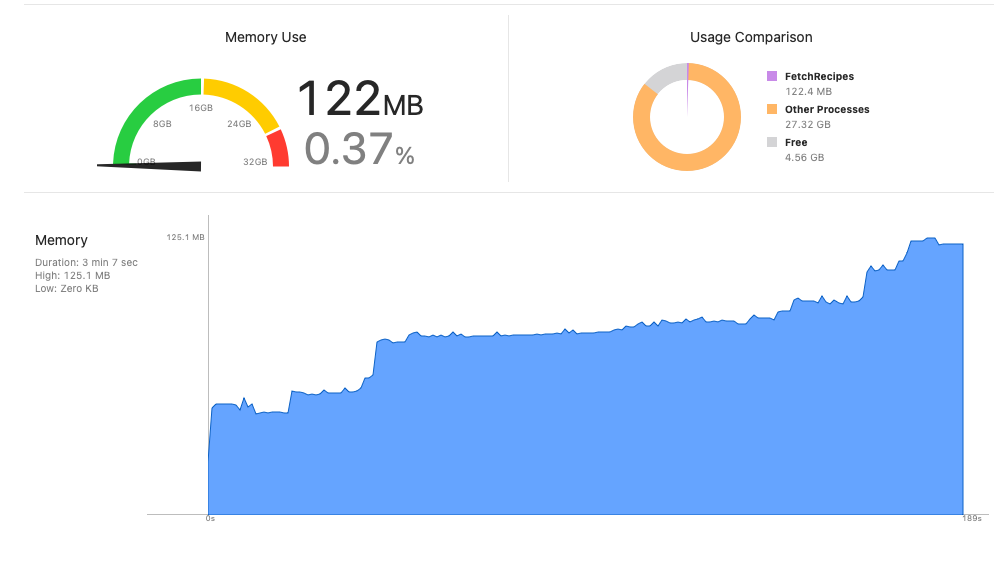 Memory Use
122MB
0.37%
0GB
8GB
16GB
24GB
32GB
Usage Comparison
FetchRecipes
122.4 MB
Other Processes
27.32 GB
Free
4.56 GB
Memory
Duration: 3 min 7 sec
High: 125.1 MB
Low: Zero KB
125.1 MB
0s
189s